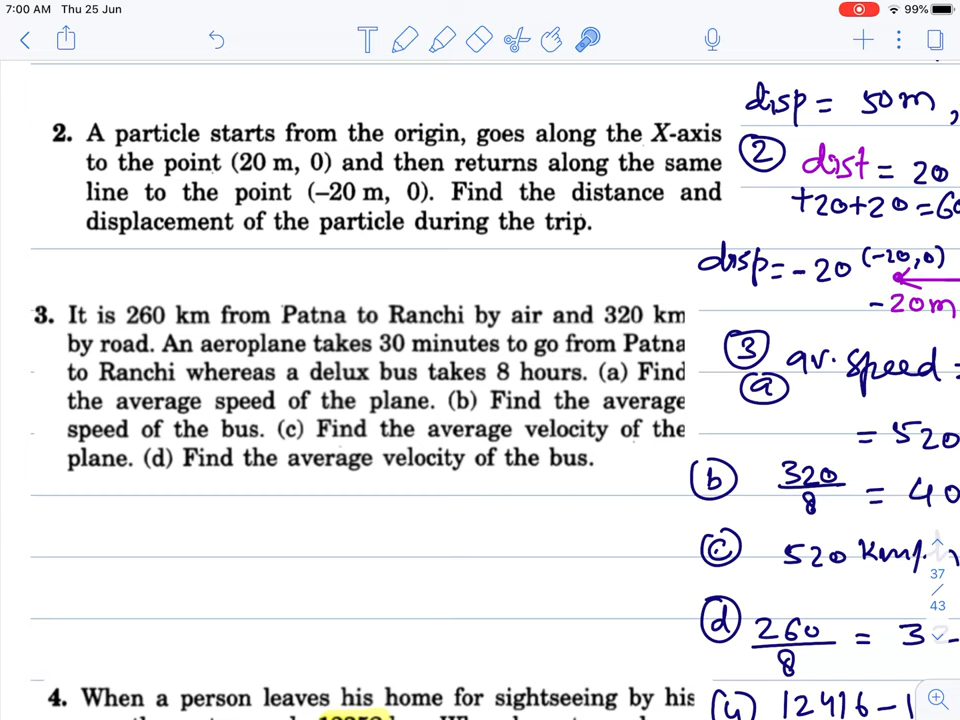 7:00 AM Thu 25 Jun
99%
disp = 50m,
2. A particle starts from the origin, goes along the X-axis
to the point (20 m, 0) and then returns along the same
line to the point (–20 m, 0). Find the distance and
displacement of the particle during the trip.
② dist = 20
+20+20 = 60
disp = -20 (-20,0)
-20m
3. It is 260 km from Patna to Ranchi by air and 320 km
by road. An aeroplane takes 30 minutes to go from Patna
to Ranchi whereas a delux bus takes 8 hours. (a) Find
the average speed of the plane. (b) Find the average
speed of the bus. (c) Find the average velocity of the
plane. (d) Find the average velocity of the bus.
③ av. speed =
ⓐ
= 520
ⓑ 320/8 = 40
ⓒ 520 Km/
37
/
43
ⓓ 260/8 = 3
4. When a person leaves his home for sightseeing by his
(4) 12416 -